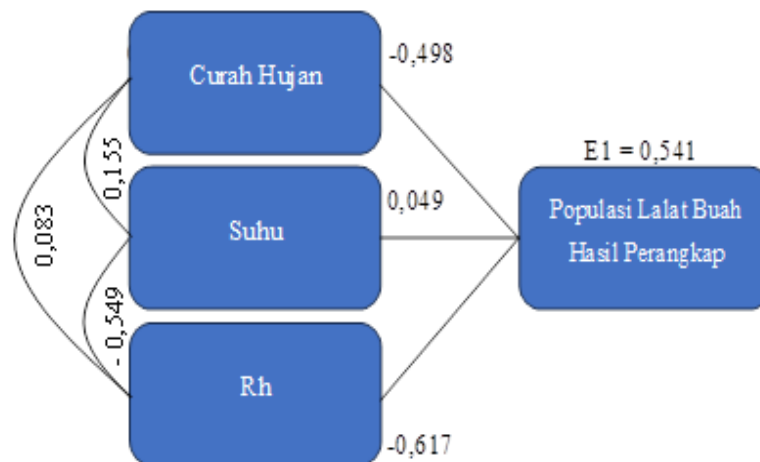 Curah Hujan
-0,498
E1 = 0,541
0,155
0,083
Suhu
0,049
Populasi Lalat Buah
Hasil Perangkap
- 0,549
Rh
-0,617